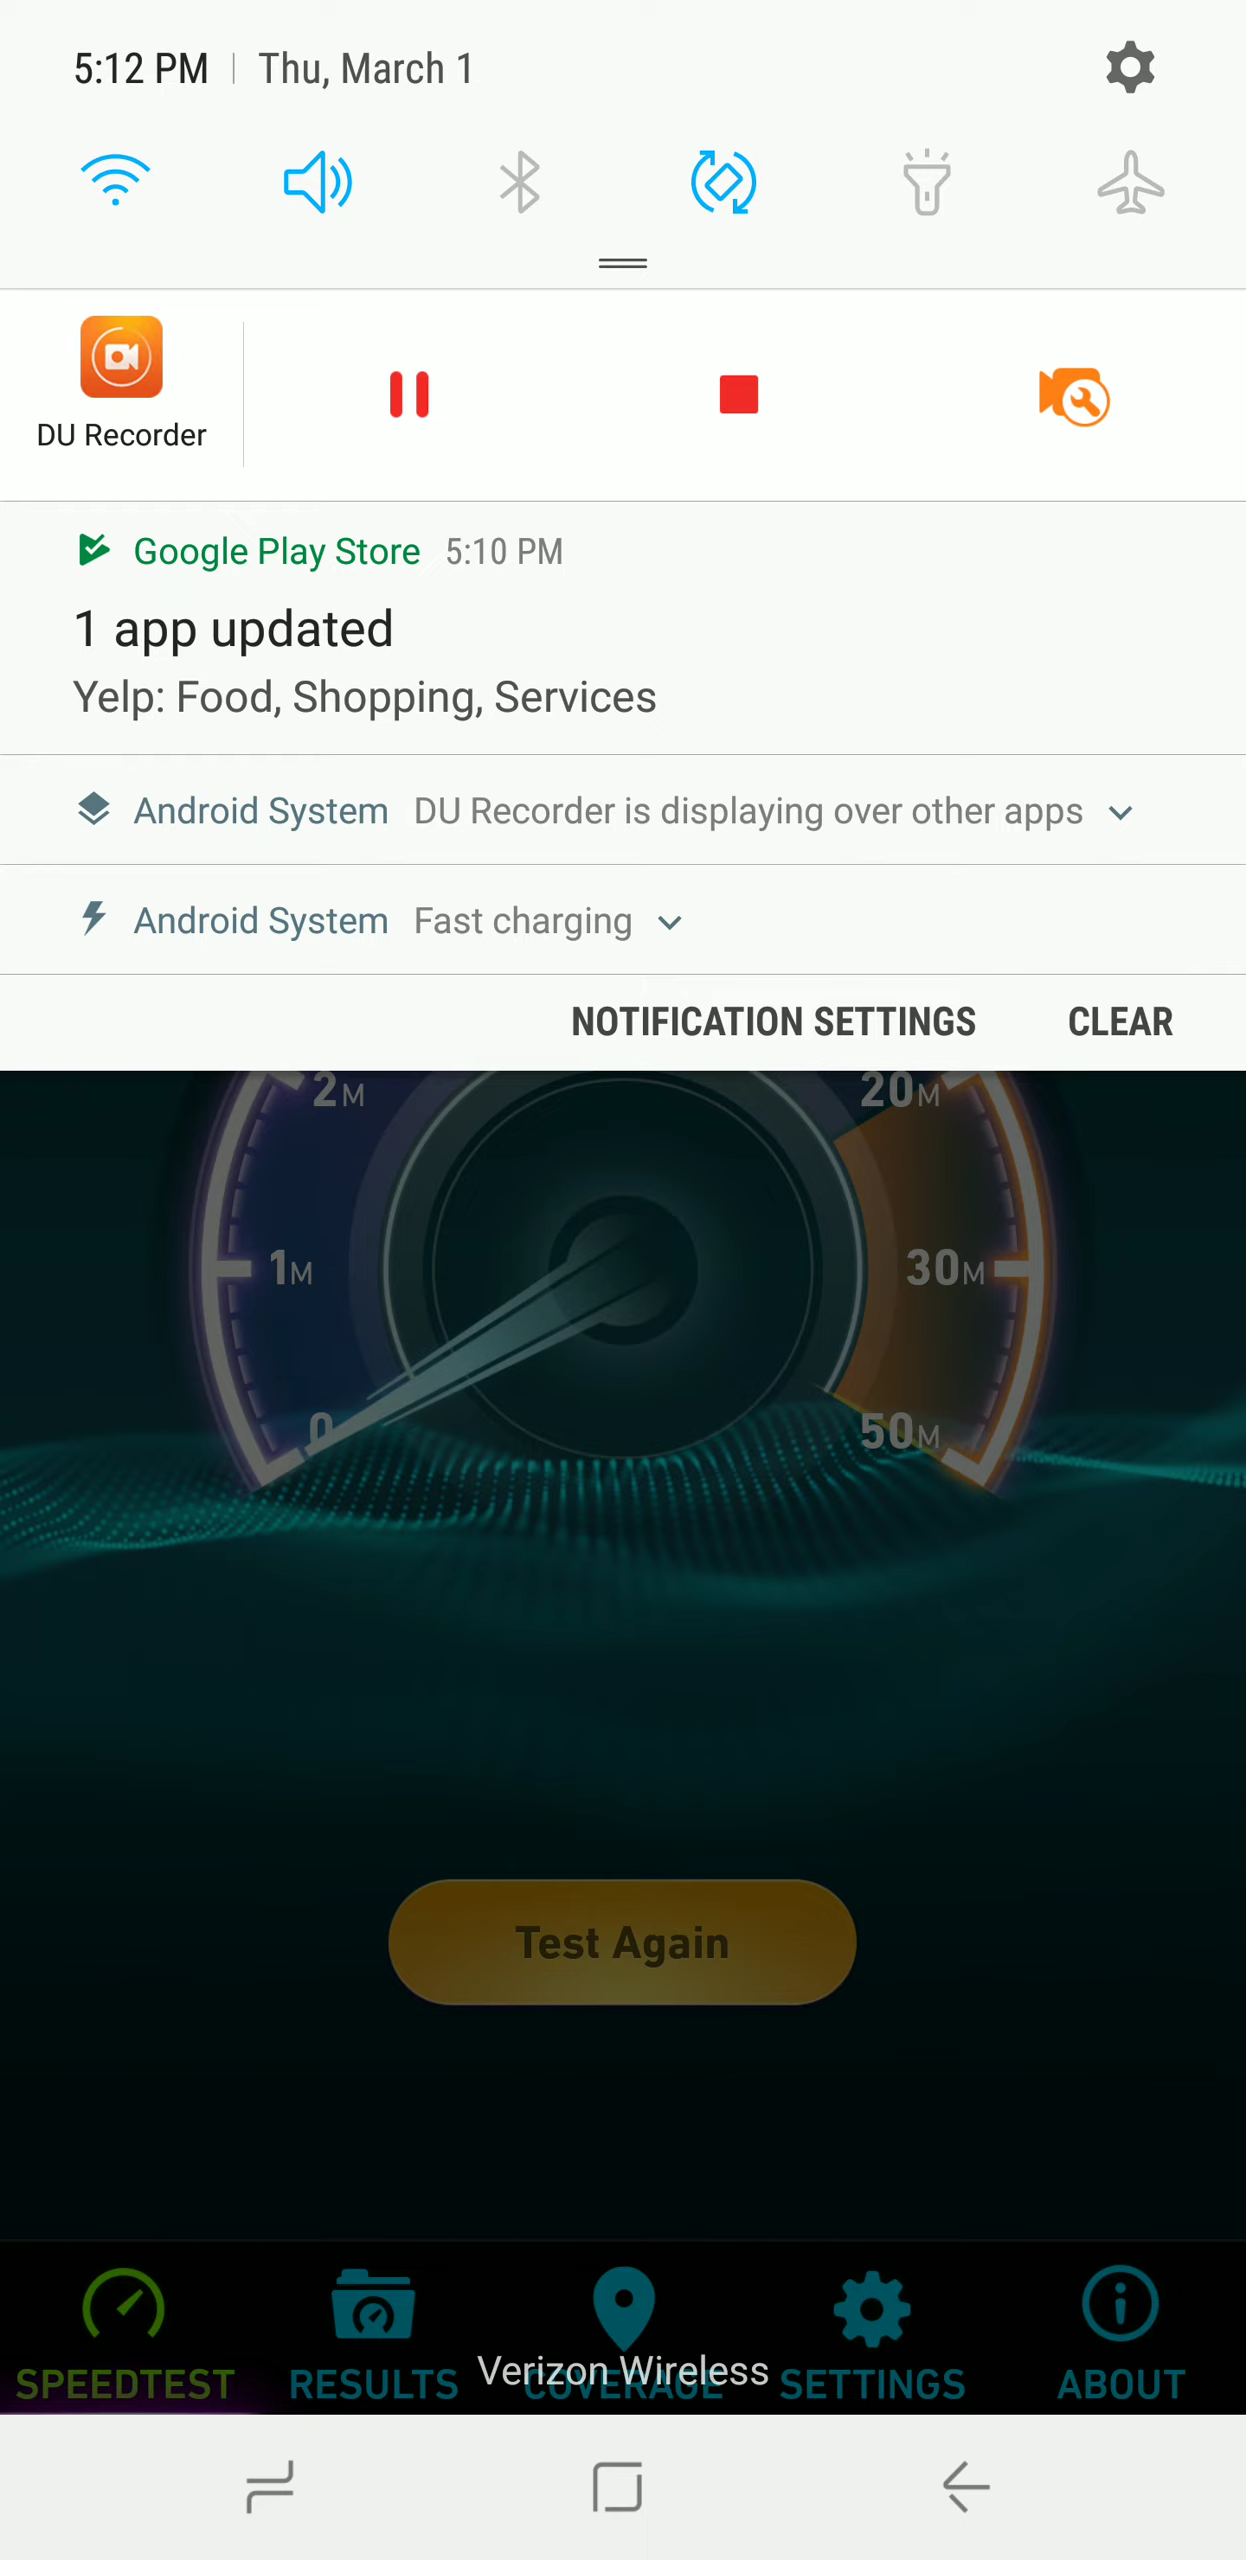 5:12 PM | Thu, March 1
DU Recorder
Google Play Store 5:10 PM
1 app updated
Yelp: Food, Shopping, Services
Android System DU Recorder is displaying over other apps
Android System Fast charging
NOTIFICATION SETTINGS CLEAR
2M 20M
1M 30M
0 50M
Test Again
Verizon Wireless
SPEEDTEST RESULTS COVERAGE SETTINGS ABOUT